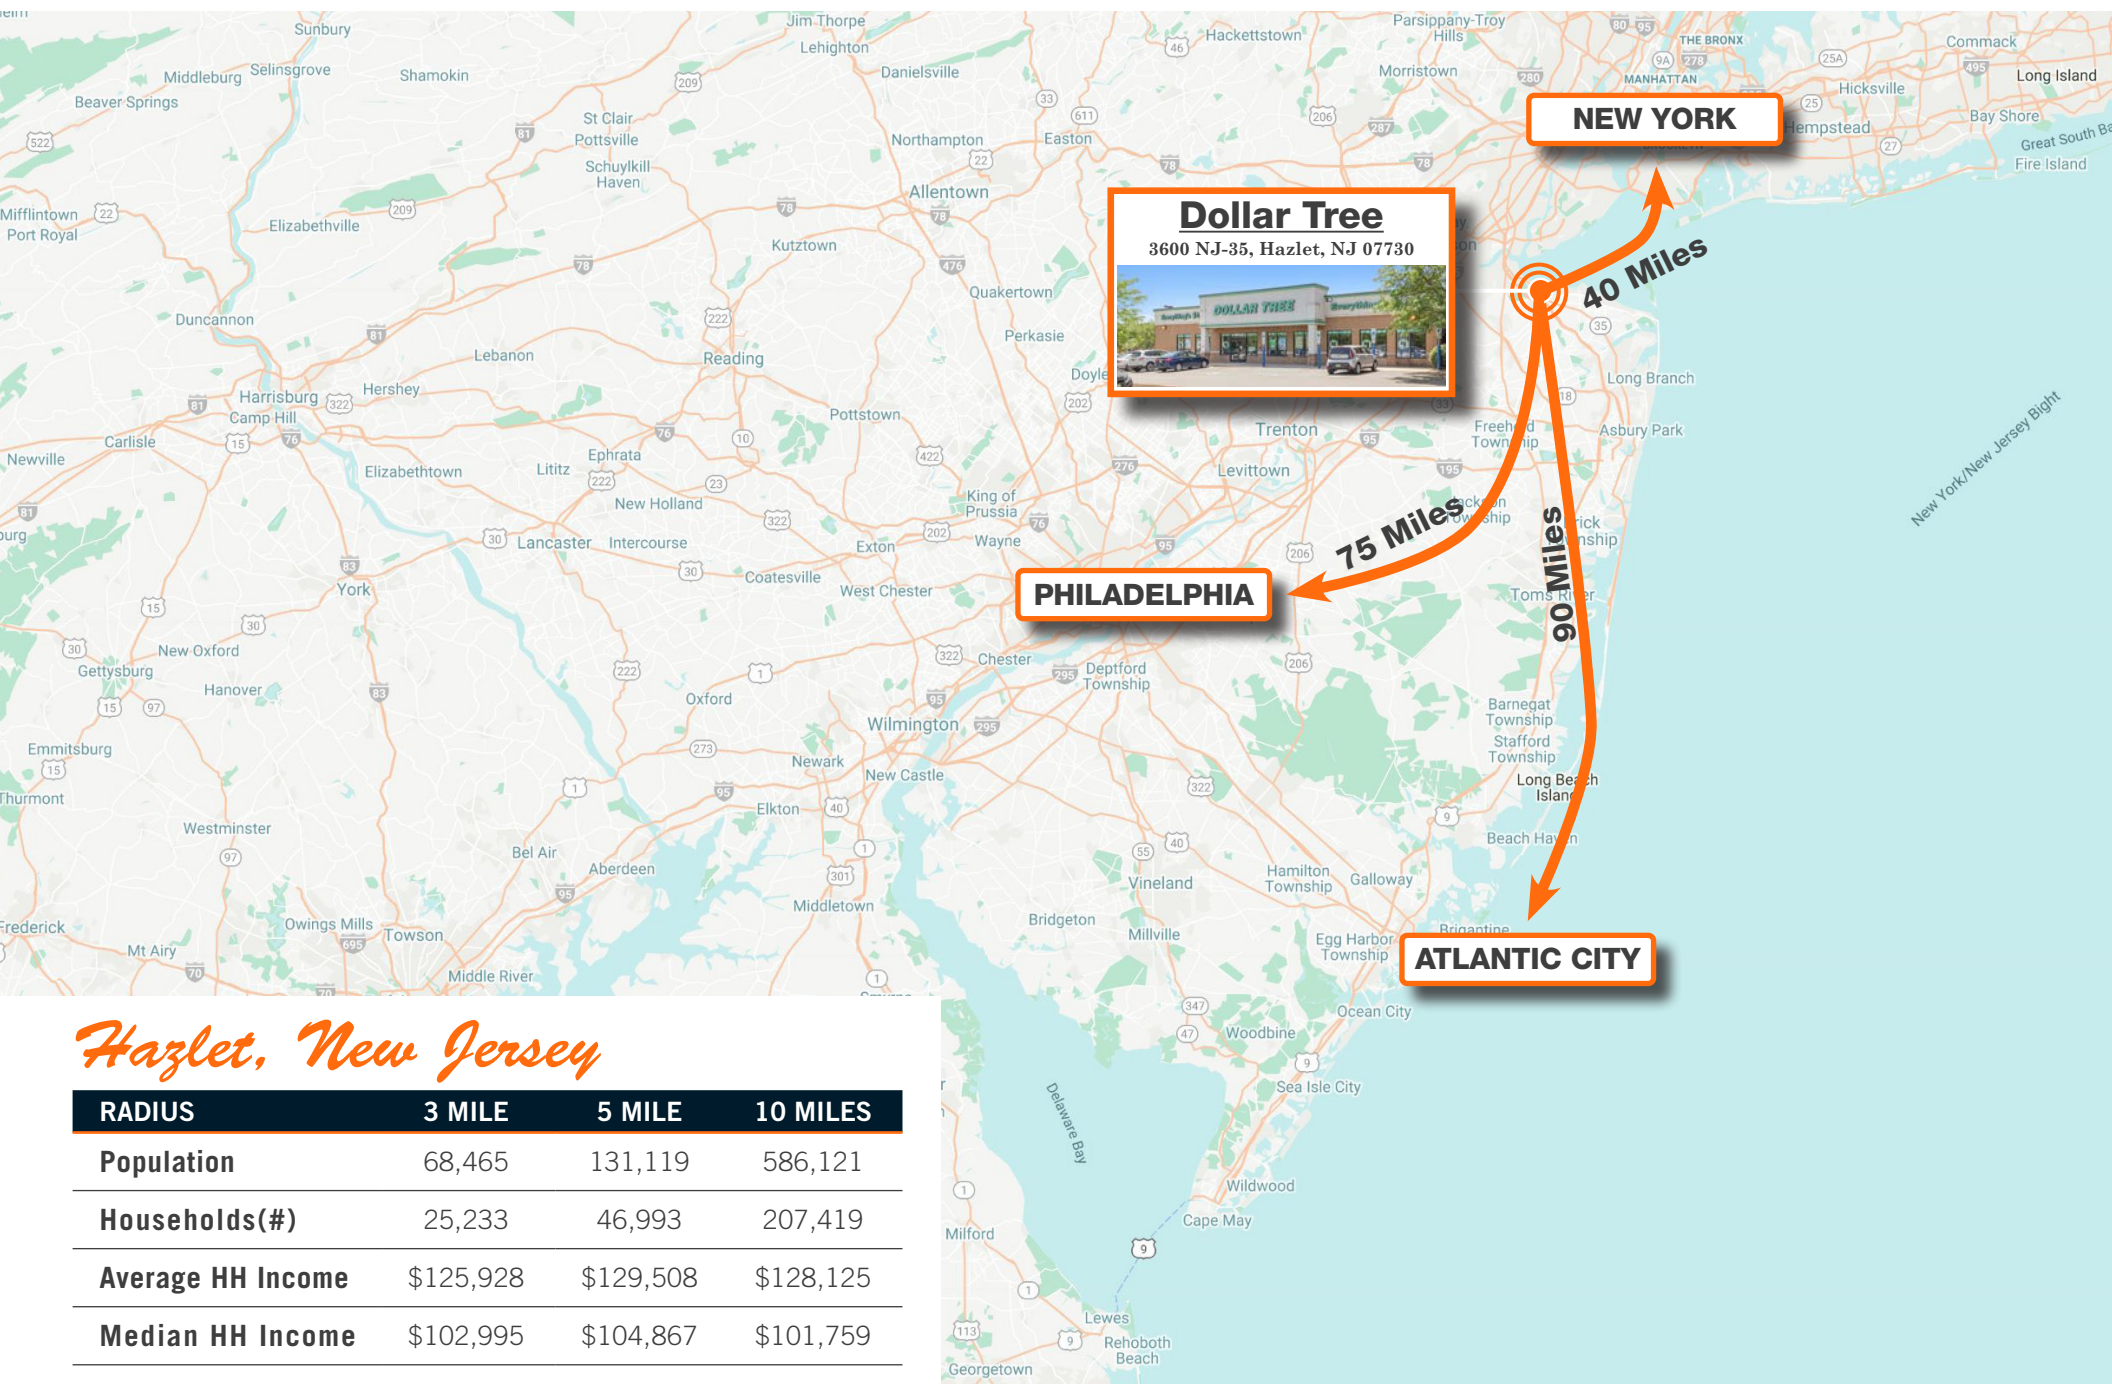 Sunbury
Jim Thorpe
Lehighton
Parsippany-Troy
Hills
Hackettstown
THE BRONX
MANHATTAN
Commack
Long Island
Middleburg
Selinsgrove
Shamokin
Danielsville
Morristown
Hicksville
Beaver Springs
St Clair
Pottsville
Northampton
Easton
NEW YORK
Hempstead
Bay Shore
Great South Ba
Fire Island
Schuylkill
Haven
Allentown
Mifflintown
Port Royal
Elizabethville
Kutztown
Dollar Tree
3600 NJ-35, Hazlet, NJ 07730
DOLLAR TREE
40 Miles
Quakertown
Duncannon
Perkasie
Lebanon
Reading
Hershey
Doyle
Long Branch
Harrisburg
Camp Hill
Pottstown
Trenton
Asbury Park
Carlisle
Newville
Ephrata
Elizabethtown
Lititz
Levittown
New York/New Jersey Bight
New Holland
King of
Prussia
75 Miles
90 Miles
Lancaster
Intercourse
Exton
Wayne
York
Coatesville
West Chester
PHILADELPHIA
New Oxford
Gettysburg
Hanover
Oxford
Chester
Deptford
Township
Wilmington
Barnegat
Township
Stafford
Township
Emmitsburg
Newark
New Castle
Long Beach
Island
Thurmont
Elkton
Westminster
Beach Haven
Bel Air
Aberdeen
Vineland
Hamilton
Township
Galloway
Middletown
Frederick
Owings Mills
Towson
Bridgeton
Millville
Brigantine
Egg Harbor
Township
ATLANTIC CITY
Mt Airy
Middle River
Ocean City
Woodbine
Sea Isle City
Delaware Bay
Wildwood
Cape May
Milford
Lewes
Rehoboth
Beach
Georgetown
Hazlet, New Jersey
RADIUS 3 MILE 5 MILE 10 MILES
Population 68,465 131,119 586,121
Households(#) 25,233 46,993 207,419
Average HH Income $125,928 $129,508 $128,125
Median HH Income $102,995 $104,867 $101,759